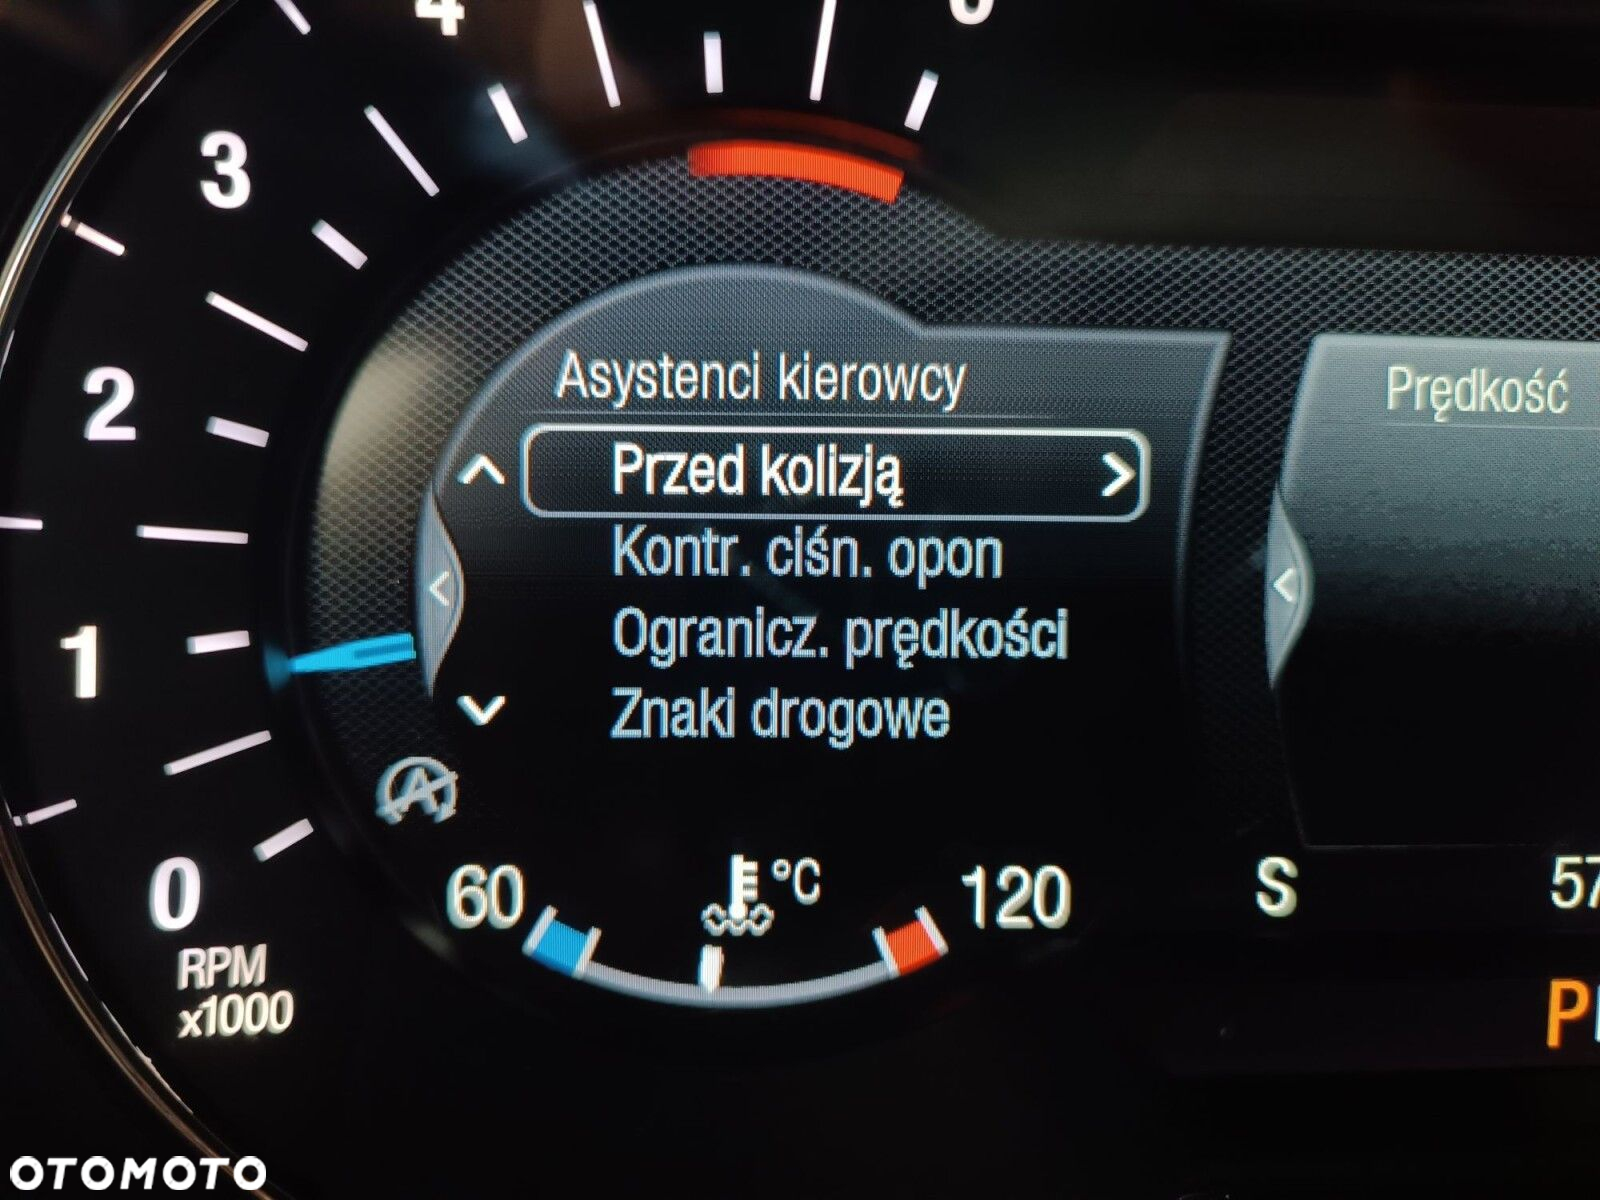 4
3
2
1
0
RPM
x1000
Asystenci kierowcy
Przed kolizją
Kontr. ciśn. opon
Ogranicz. prędkości
Znaki drogowe
A
60
°C
120
Prędkość
S
57
P
OTOMOTO